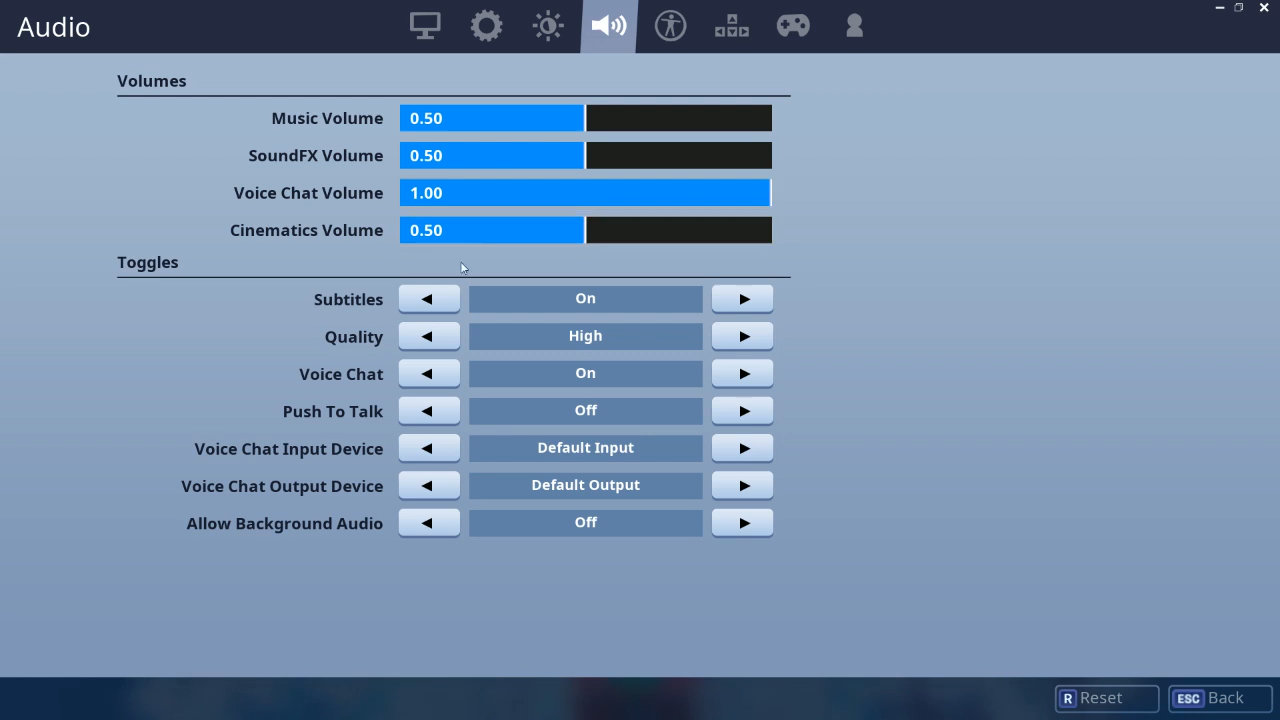 Audio
Volumes
Music Volume 0.50
SoundFX Volume 0.50
Voice Chat Volume 1.00
Cinematics Volume 0.50
Toggles
Subtitles On
Quality High
Voice Chat On
Push To Talk Off
Voice Chat Input Device Default Input
Voice Chat Output Device Default Output
Allow Background Audio Off
R Reset ESC Back